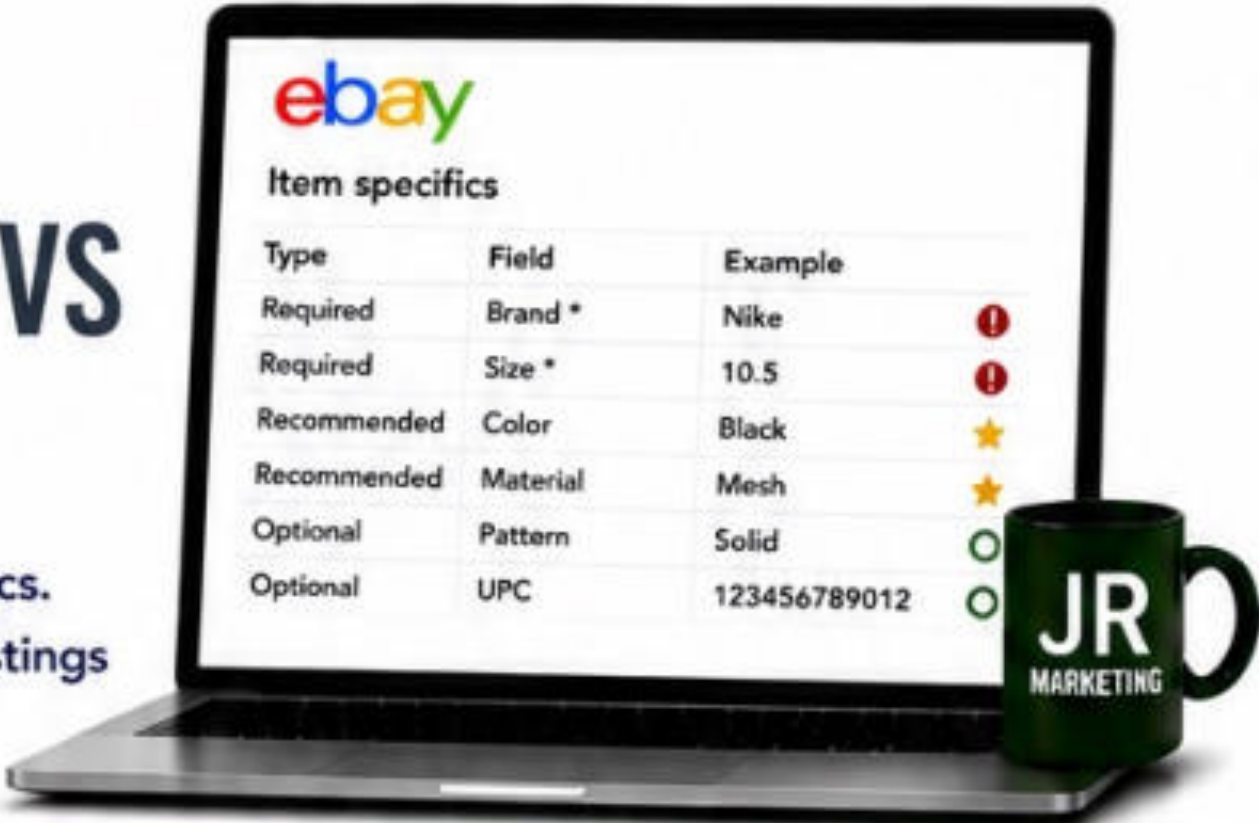 ebay
Item specifics
VS
Type Field Example
Required Brand * Nike
Required Size * 10.5
Recommended Color Black
Recommended Material Mesh
Optional Pattern Solid
Optional UPC 123456789012
cs.
stings
JR
MARKETING